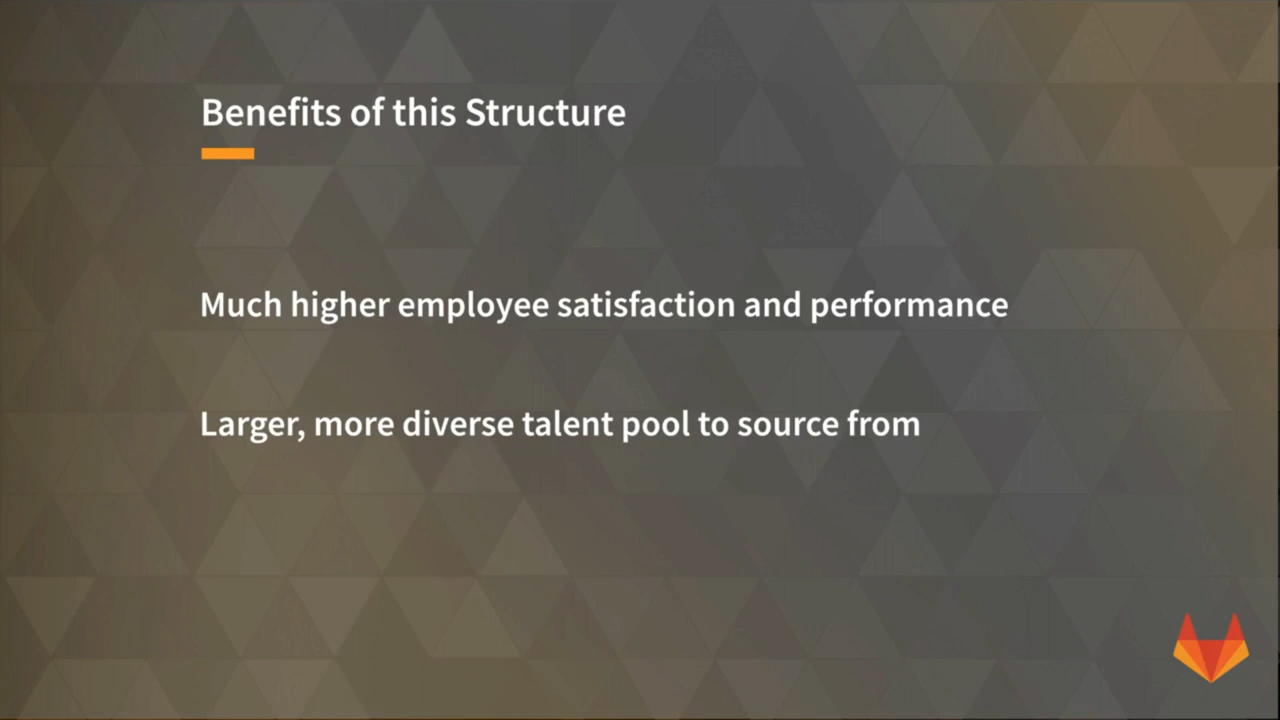 Benefits of this Structure
Much higher employee satisfaction and performance
Larger, more diverse talent pool to source from